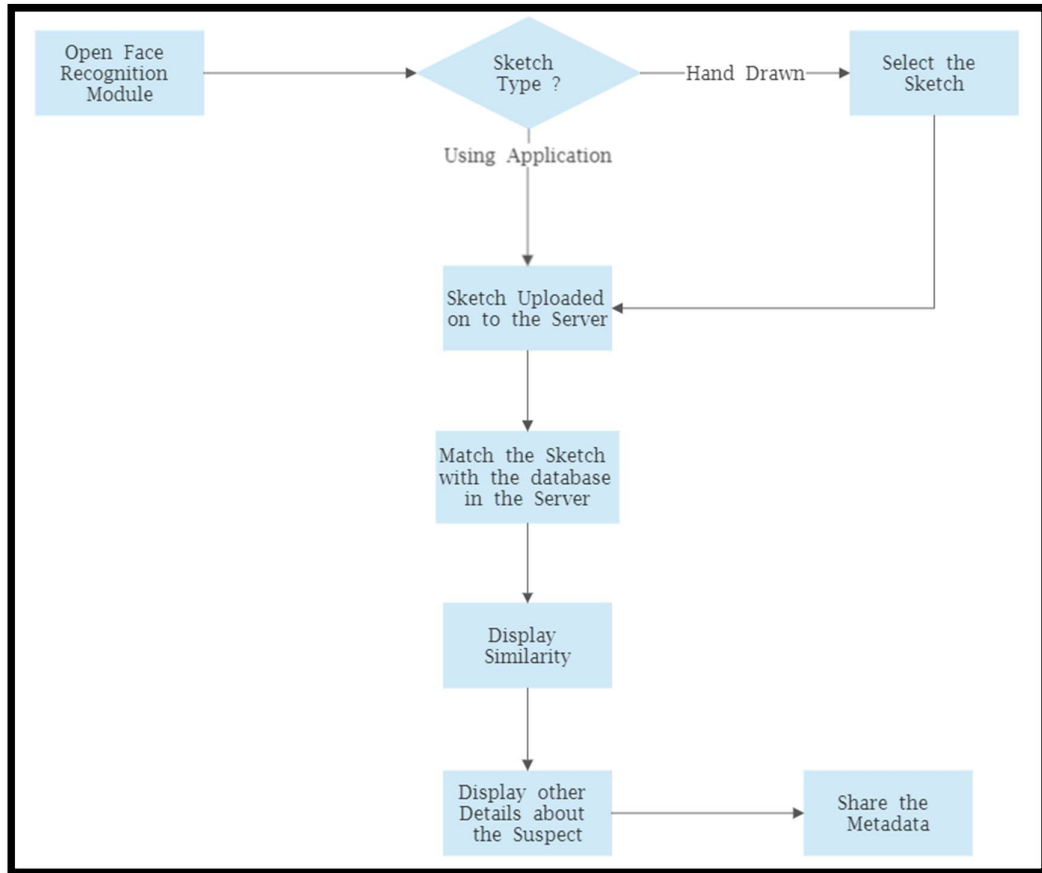 Open Face
Recognition
Module
Sketch
Type ?
Hand Drawn
Select the
Sketch
Using Application
Sketch Uploaded
on to the Server
Match the Sketch
with the database
in the Server
Display
Similarity
Display other
Details about
the Suspect
Share the
Metadata